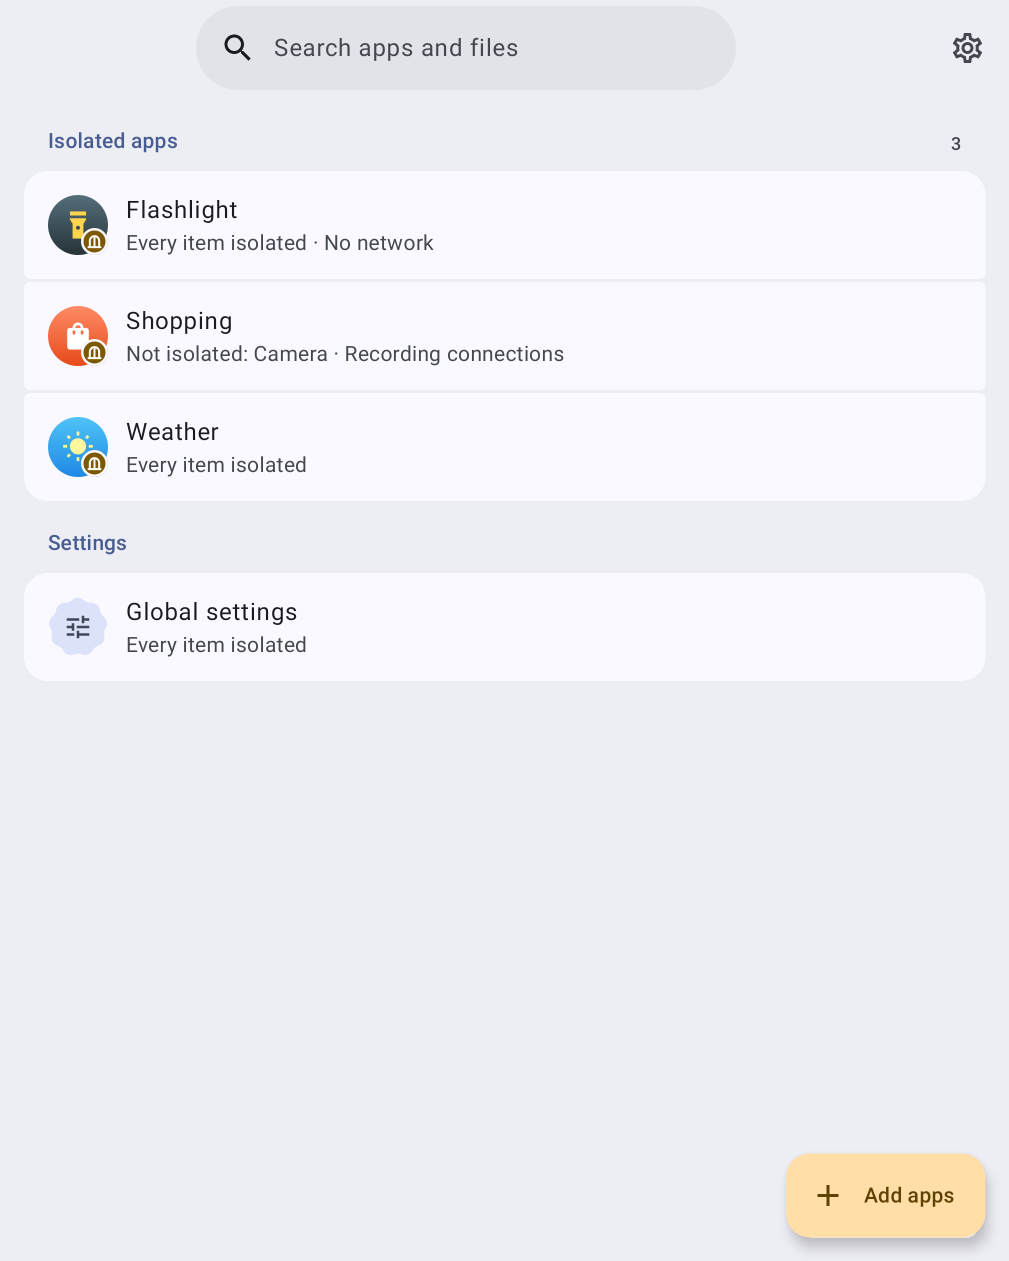 Search apps and files
Isolated apps
3
Flashlight
Every item isolated · No network
Shopping
Not isolated: Camera · Recording connections
Weather
Every item isolated
Settings
Global settings
Every item isolated
Add apps